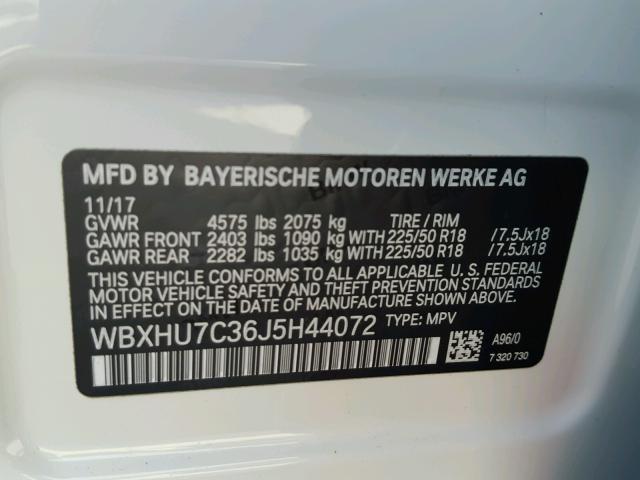 MFD BY BAYERISCHE MOTOREN WERKE AG
11/17
GVWR 4575 lbs 2075 kg TIRE / RIM
GAWR FRONT 2403 lbs 1090 kg WITH 225/50 R18 /7.5Jx18
GAWR REAR 2282 lbs 1035 kg WITH 225/50 R18 /7.5Jx18
THIS VEHICLE CONFORMS TO ALL APPLICABLE U. S. FEDERAL
MOTOR VEHICLE SAFETY AND THEFT PREVENTION STANDARDS
IN EFFECT ON THE DATE OF MANUFACTURE SHOWN ABOVE.
WBXHU7C36J5H44072 TYPE: MPV
A96/0
7 320 730